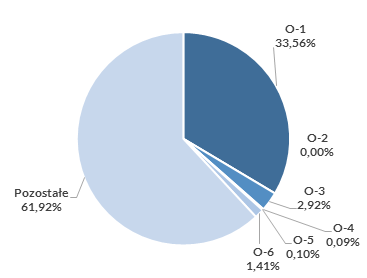 O-1
33,56%
O-2
0,00%
O-3
2,92%
O-4
0,09%
O-5
0,10%
O-6
1,41%
Pozostałe
61,92%